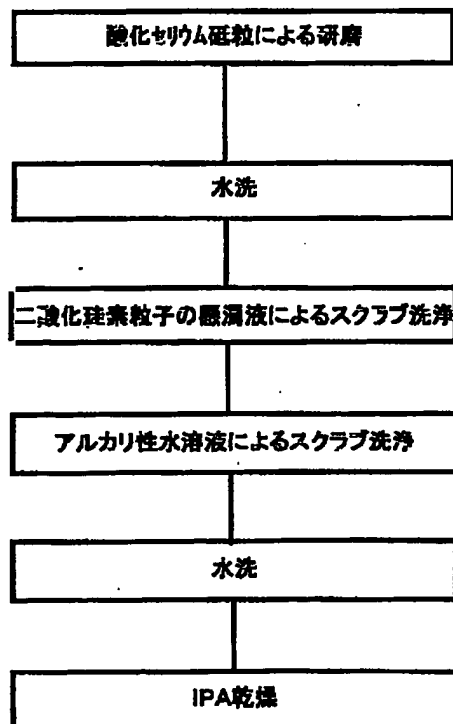 酸化セリウム砥粒による研磨
水洗
二酸化珪素粒子の懸濁液によるスクラブ洗浄
アルカリ性水溶液によるスクラブ洗浄
水洗
IPA乾燥